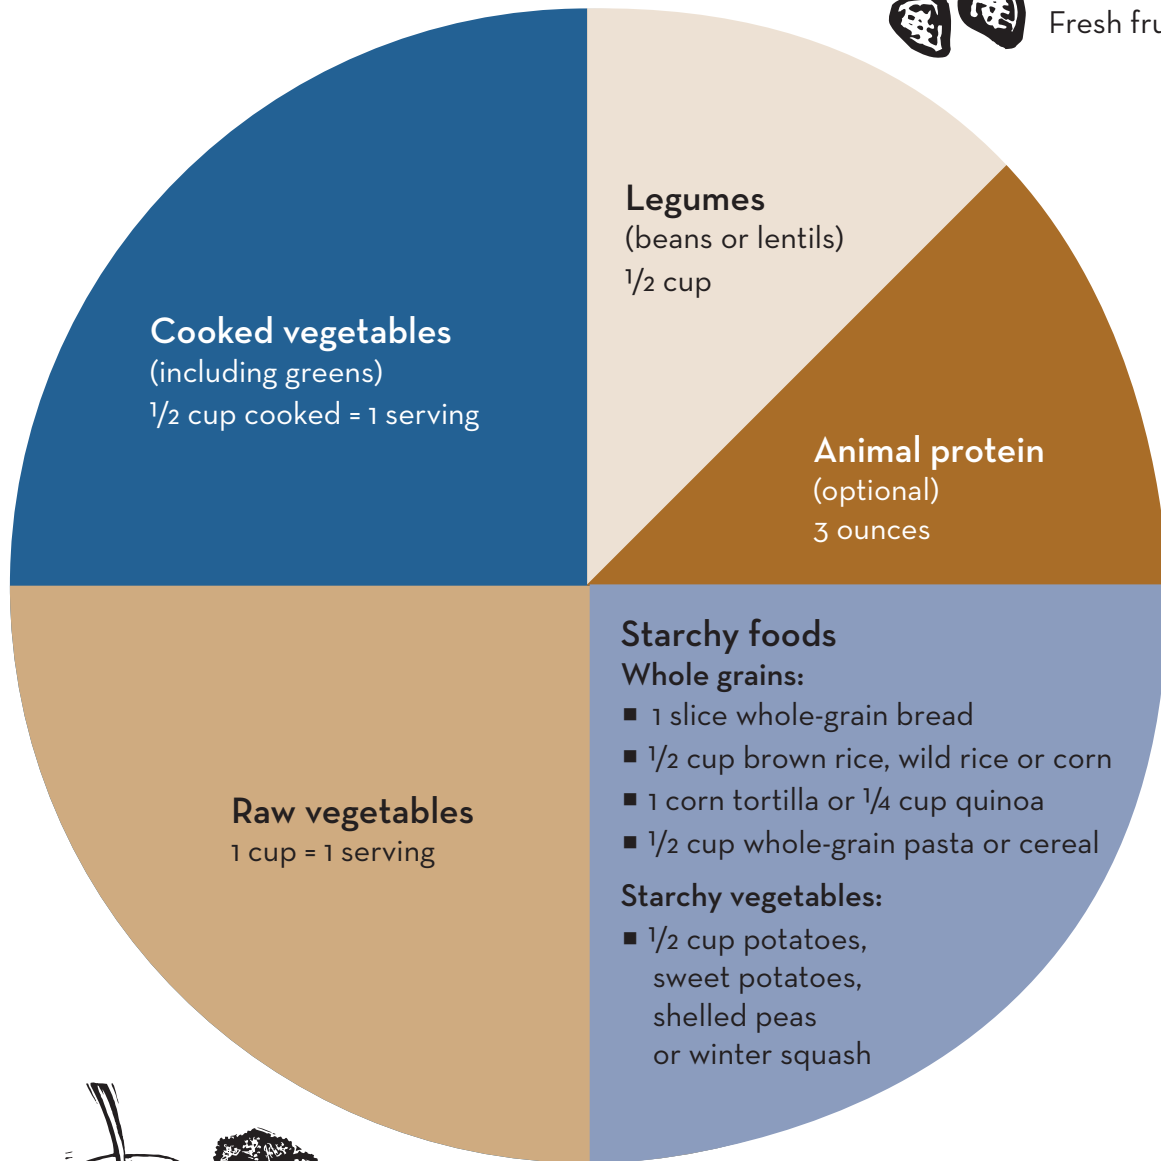 Fresh
Legumes
(beans or lentils)
1/2 cup
Cooked vegetables
(including greens)
1/2 cup cooked = 1 serving
Animal protein
(optional)
3 ounces
Starchy foods
Whole grains:
■ 1 slice whole-grain bread
■ 1/2 cup brown rice, wild rice or corn
■ 1 corn tortilla or 1/4 cup quinoa
■ 1/2 cup whole-grain pasta or cereal
Starchy vegetables:
■ 1/2 cup potatoes,
sweet potatoes,
shelled peas
or winter squash
Raw vegetables
1 cup = 1 serving